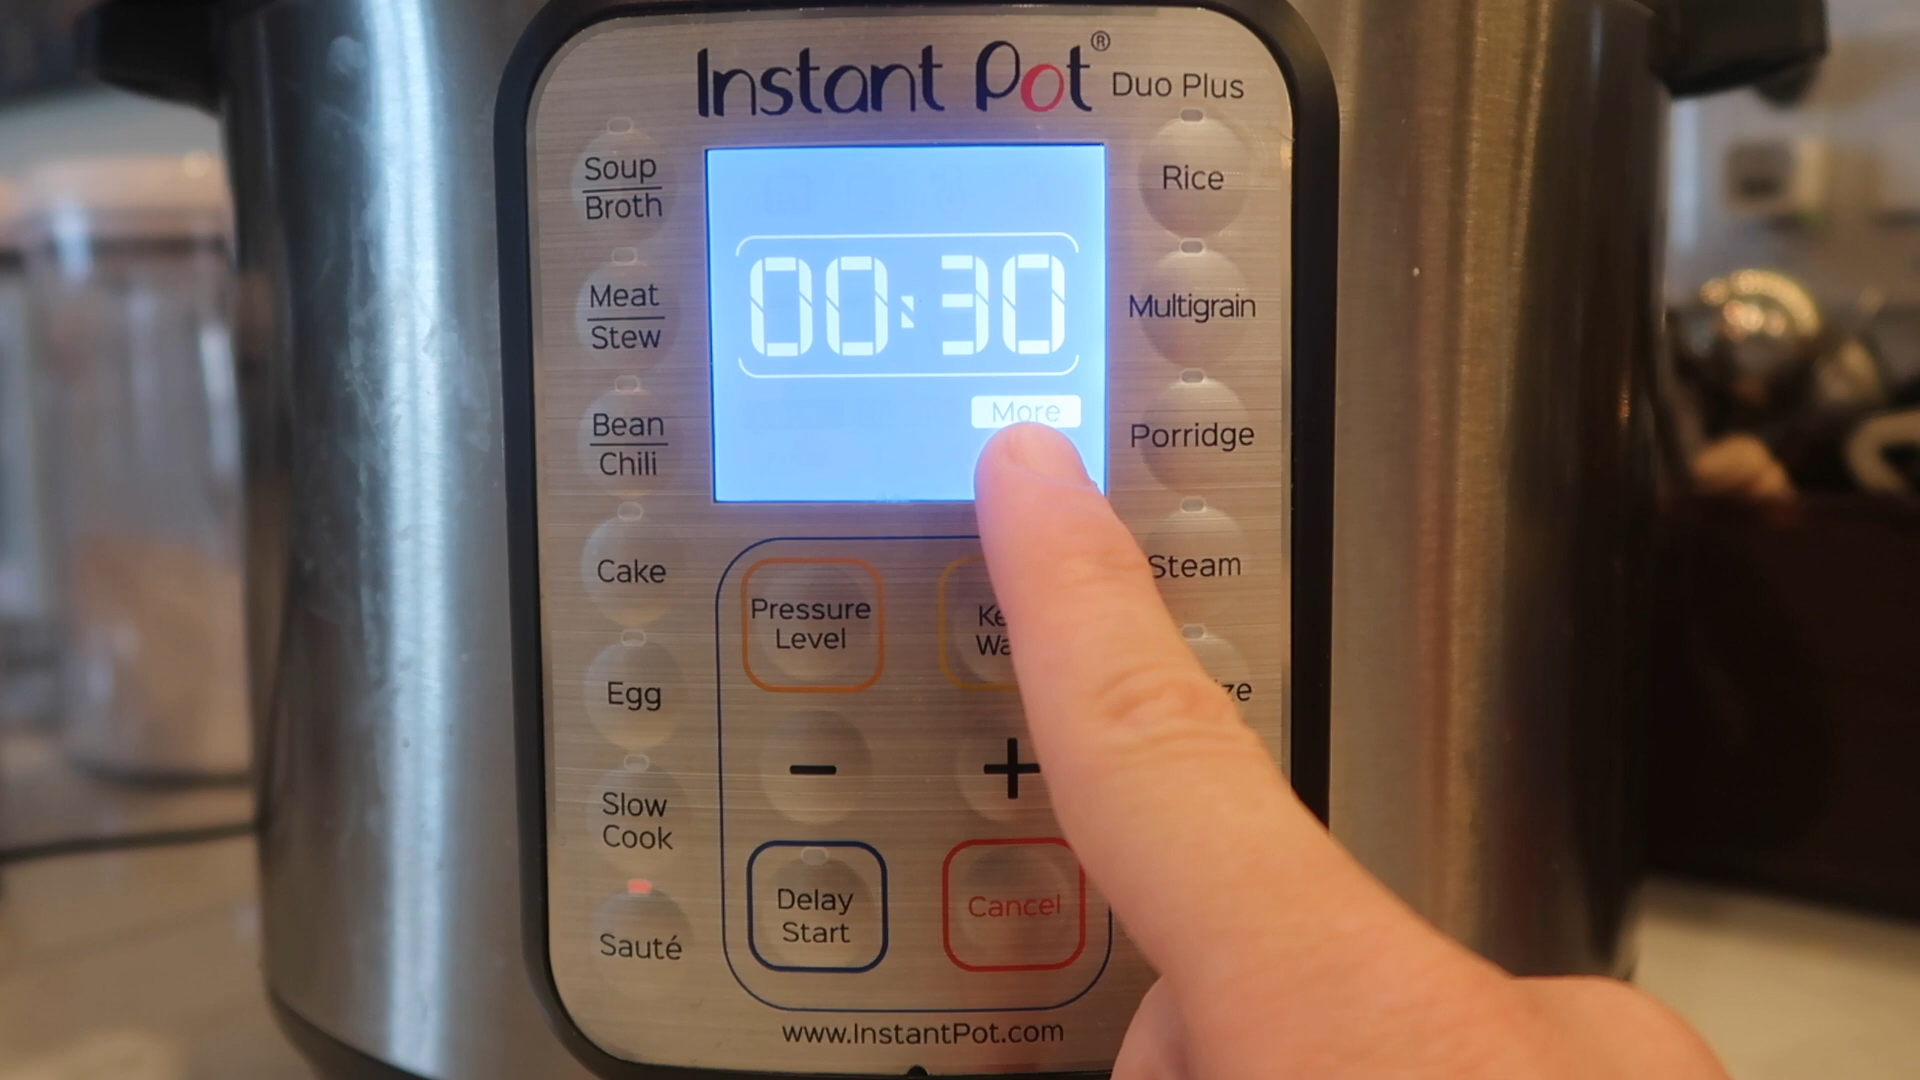 Instant Pot® Duo Plus
Soup
Broth
Meat
Stew
Bean
Chili
Cake
Egg
Slow
Cook
Sauté
00:30
More
Pressure
Level
-
+
Delay
Start
Cancel
Rice
Multigrain
Porridge
Steam
www.InstantPot.com